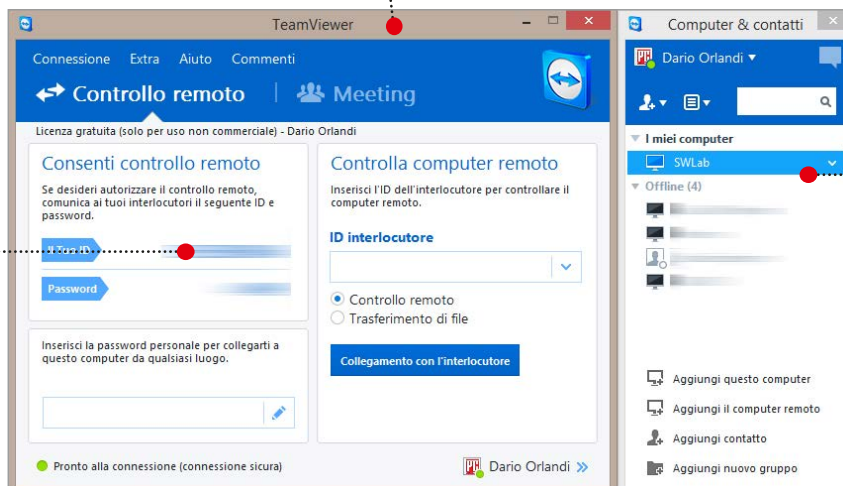 TeamViewer
Connessione Extra Aiuto Commenti
Controllo remoto
Meeting
Licenza gratuita (solo per uso non commerciale) - Dario Orlandi
Consenti controllo remoto
Se desideri autorizzare il controllo remoto,
comunica ai tuoi interlocutori il seguente ID e
password.
Il Tuo ID
Password
Inserisci la password personale per collegarti a
questo computer da qualsiasi luogo.
Controlla computer remoto
Inserisci l'ID dell'interlocutore per controllare il
computer remoto.
ID interlocutore
Controllo remoto
Trasferimento di file
Collegamento con l'interlocutore
Pronto alla connessione (connessione sicura)
Dario Orlandi
Computer & contatti
Dario Orlandi
I miei computer
SWLab
Offline (4)
Aggiungi questo computer
Aggiungi il computer remoto
Aggiungi contatto
Aggiungi nuovo gruppo